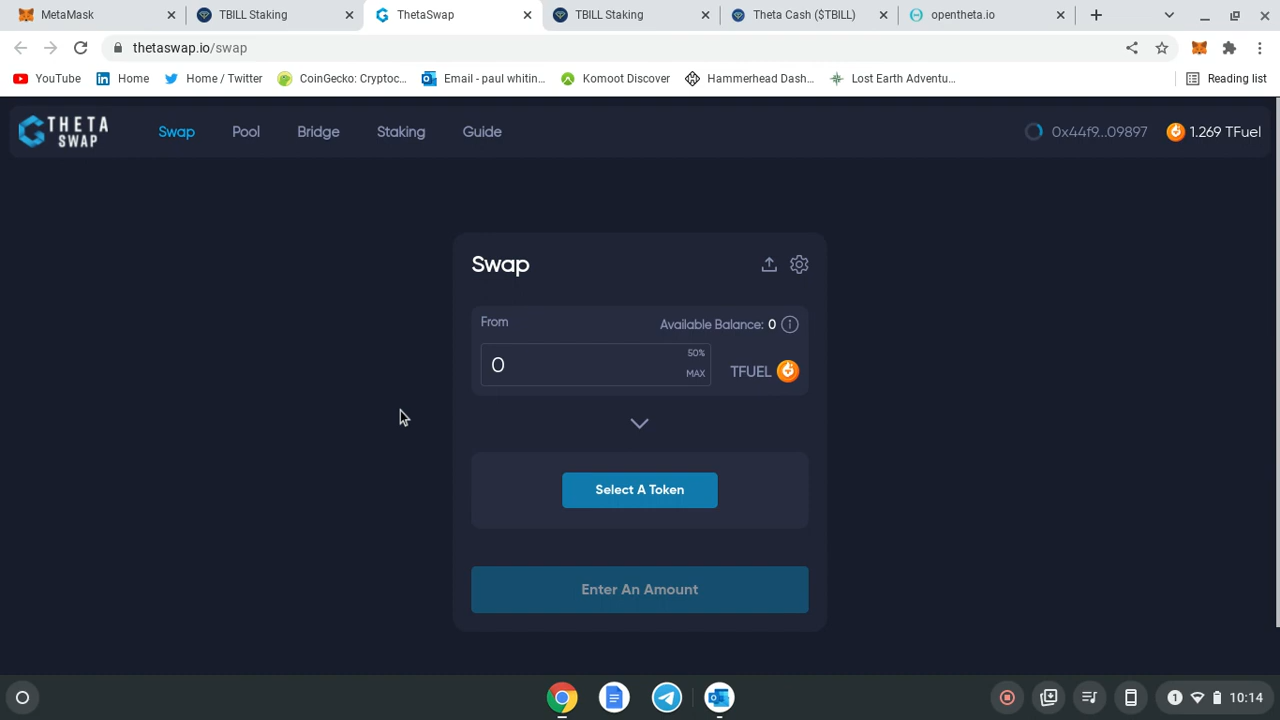 MetaMask
TBILL Staking
ThetaSwap
TBILL Staking
Theta Cash ($TBILL)
opentheta.io
thetaswap.io/swap
YouTube
Home
Home / Twitter
CoinGecko: Cryptoc...
Email - paul whitin...
Komoot Discover
Hammerhead Dash...
Lost Earth Adventu...
Reading list
THETA
SWAP
Swap
Pool
Bridge
Staking
Guide
0x44f9...09897
1.269 TFuel
Swap
From
Available Balance: 0
0
50%
MAX
TFUEL
Select A Token
Enter An Amount
1
10:14